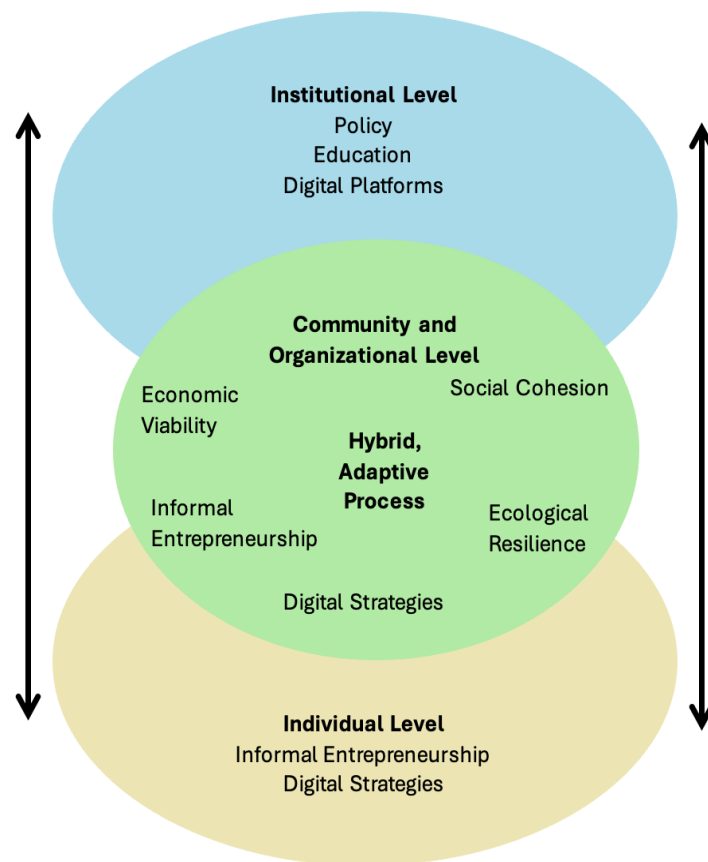 Institutional Level
Policy
Education
Digital Platforms
Community and
Organizational Level
Economic
Viability
Social Cohesion
Hybrid,
Adaptive
Process
Informal
Entrepreneurship
Ecological
Resilience
Digital Strategies
Individual Level
Informal Entrepreneurship
Digital Strategies